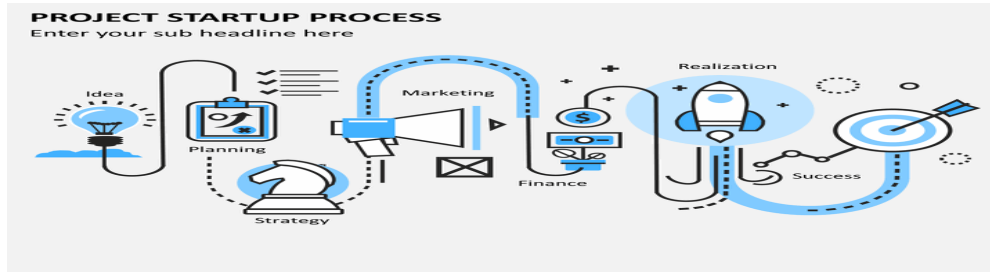 PROJECT STARTUP PROCESS
Enter your sub headline here
Idea
Planning
Strategy
Marketing
$
Finance
Realization
Success